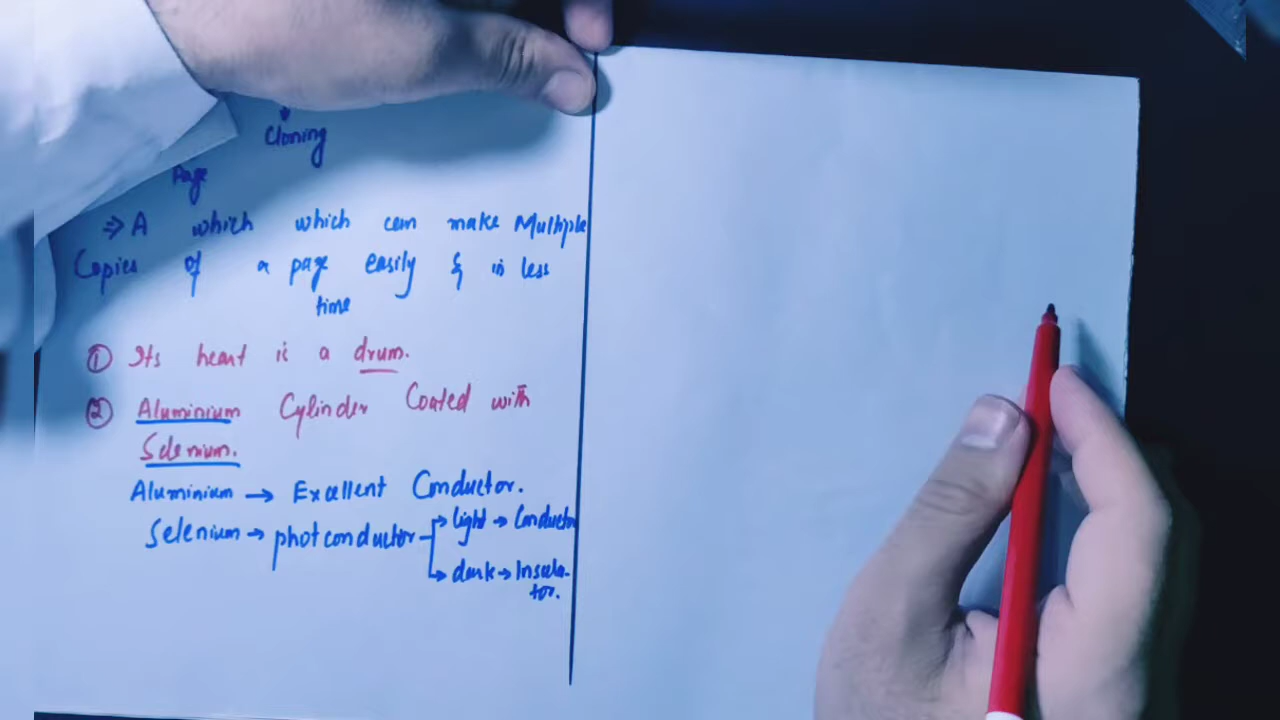 Cloning
Page
⇒ A which which can make Multiple
Copies of a page easily & in less
time
① Its heart is a drum.
② Aluminium Cylinder Coated with
Selenium.
Aluminium → Excellent Conductor.
Selenium → photconductor → light → Conductor
→ dark → Insula-
tor.